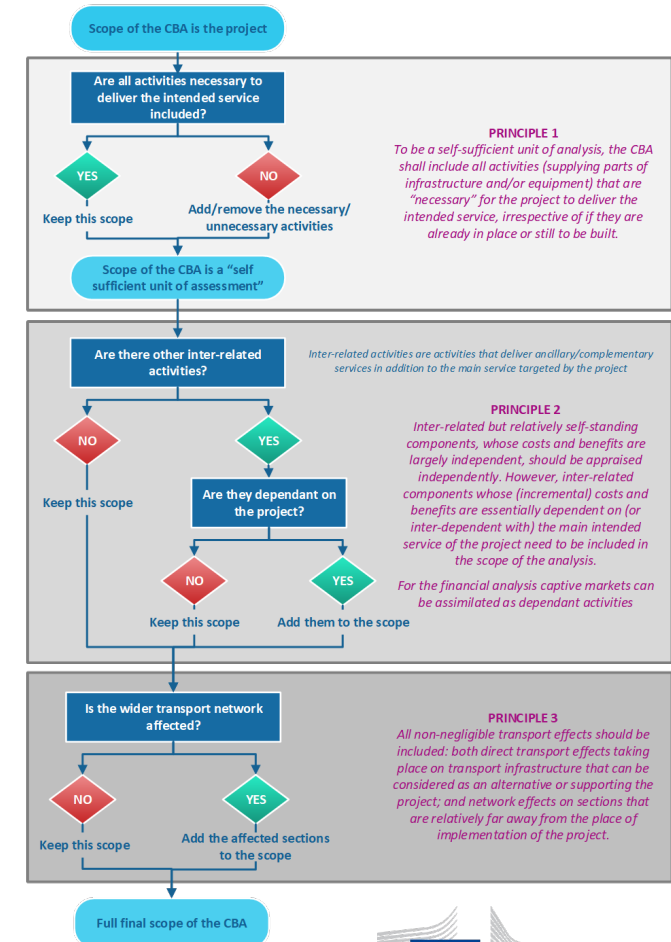 Scope of the CBA is the project
Are all activities necessary to
deliver the intended service
included?
YES
NO
Keep this scope
Add/remove the necessary/
unnecessary activities
PRINCIPLE 1
To be a self-sufficient unit of analysis, the CBA
shall include all activities (supplying parts of
infrastructure and/or equipment) that are
“necessary” for the project to deliver the
intended service, irrespective of if they are
already in place or still to be built.
Scope of the CBA is a “self
sufficient unit of assessment”
Are there other inter-related
activities?
Inter-related activities are activities that deliver ancillary/complementary
services in addition to the main service targeted by the project
NO
YES
Keep this scope
Are they dependant on
the project?
NO
YES
Keep this scope
Add them to the scope
PRINCIPLE 2
Inter-related but relatively self-standing
components, whose costs and benefits are
largely independent, should be appraised
independently. However, inter-related
components whose (incremental) costs and
benefits are essentially dependent on (or
inter-dependent with) the main intended
service of the project need to be included in
the scope of the analysis.
For the financial analysis captive markets can
be assimilated as dependant activities
Is the wider transport network
affected?
NO
YES
Keep this scope
Add the affected sections
to the scope
PRINCIPLE 3
All non-negligible transport effects should be
included: both direct transport effects taking
place on transport infrastructure that can be
considered as an alternative or supporting the
project; and network effects on sections that
are relatively far away from the place of
implementation of the project.
Full final scope of the CBA